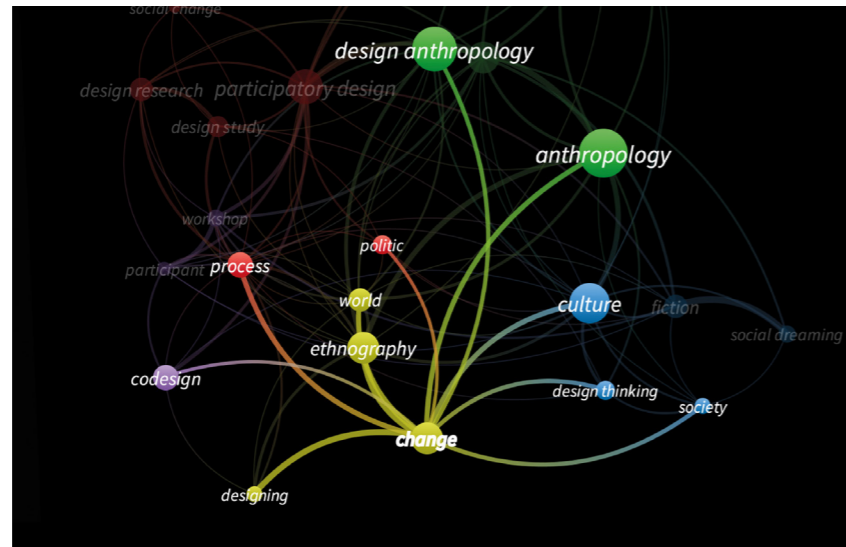 social change
design anthropology
design research
participatory design
design study
anthropology
workshop
politic
participant
process
world
culture
fiction
social dreaming
ethnography
codesign
design thinking
society
change
designing